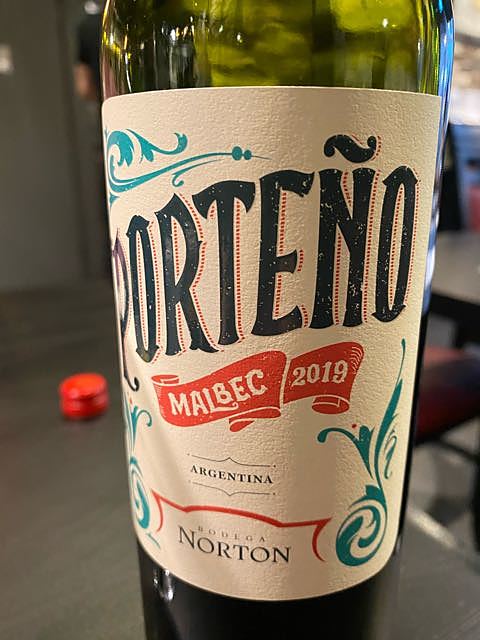 PORTEÑO
MALBEC 2019
ARGENTINA
BODEGA
NORTON